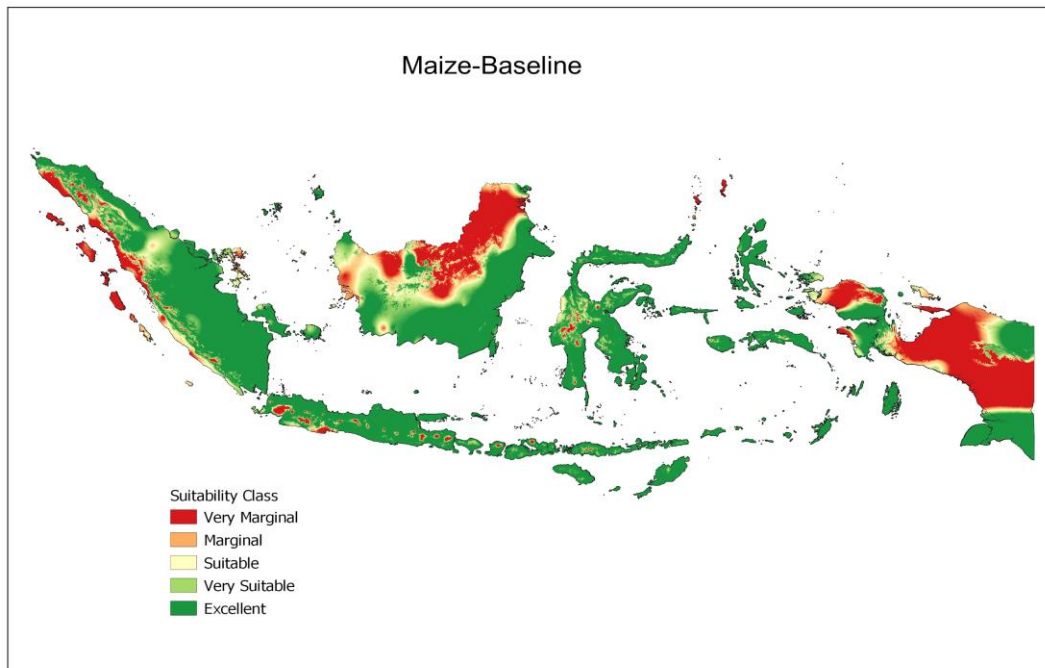 Maize-Baseline
Suitability Class
Very Marginal
Marginal
Suitable
Very Suitable
Excellent